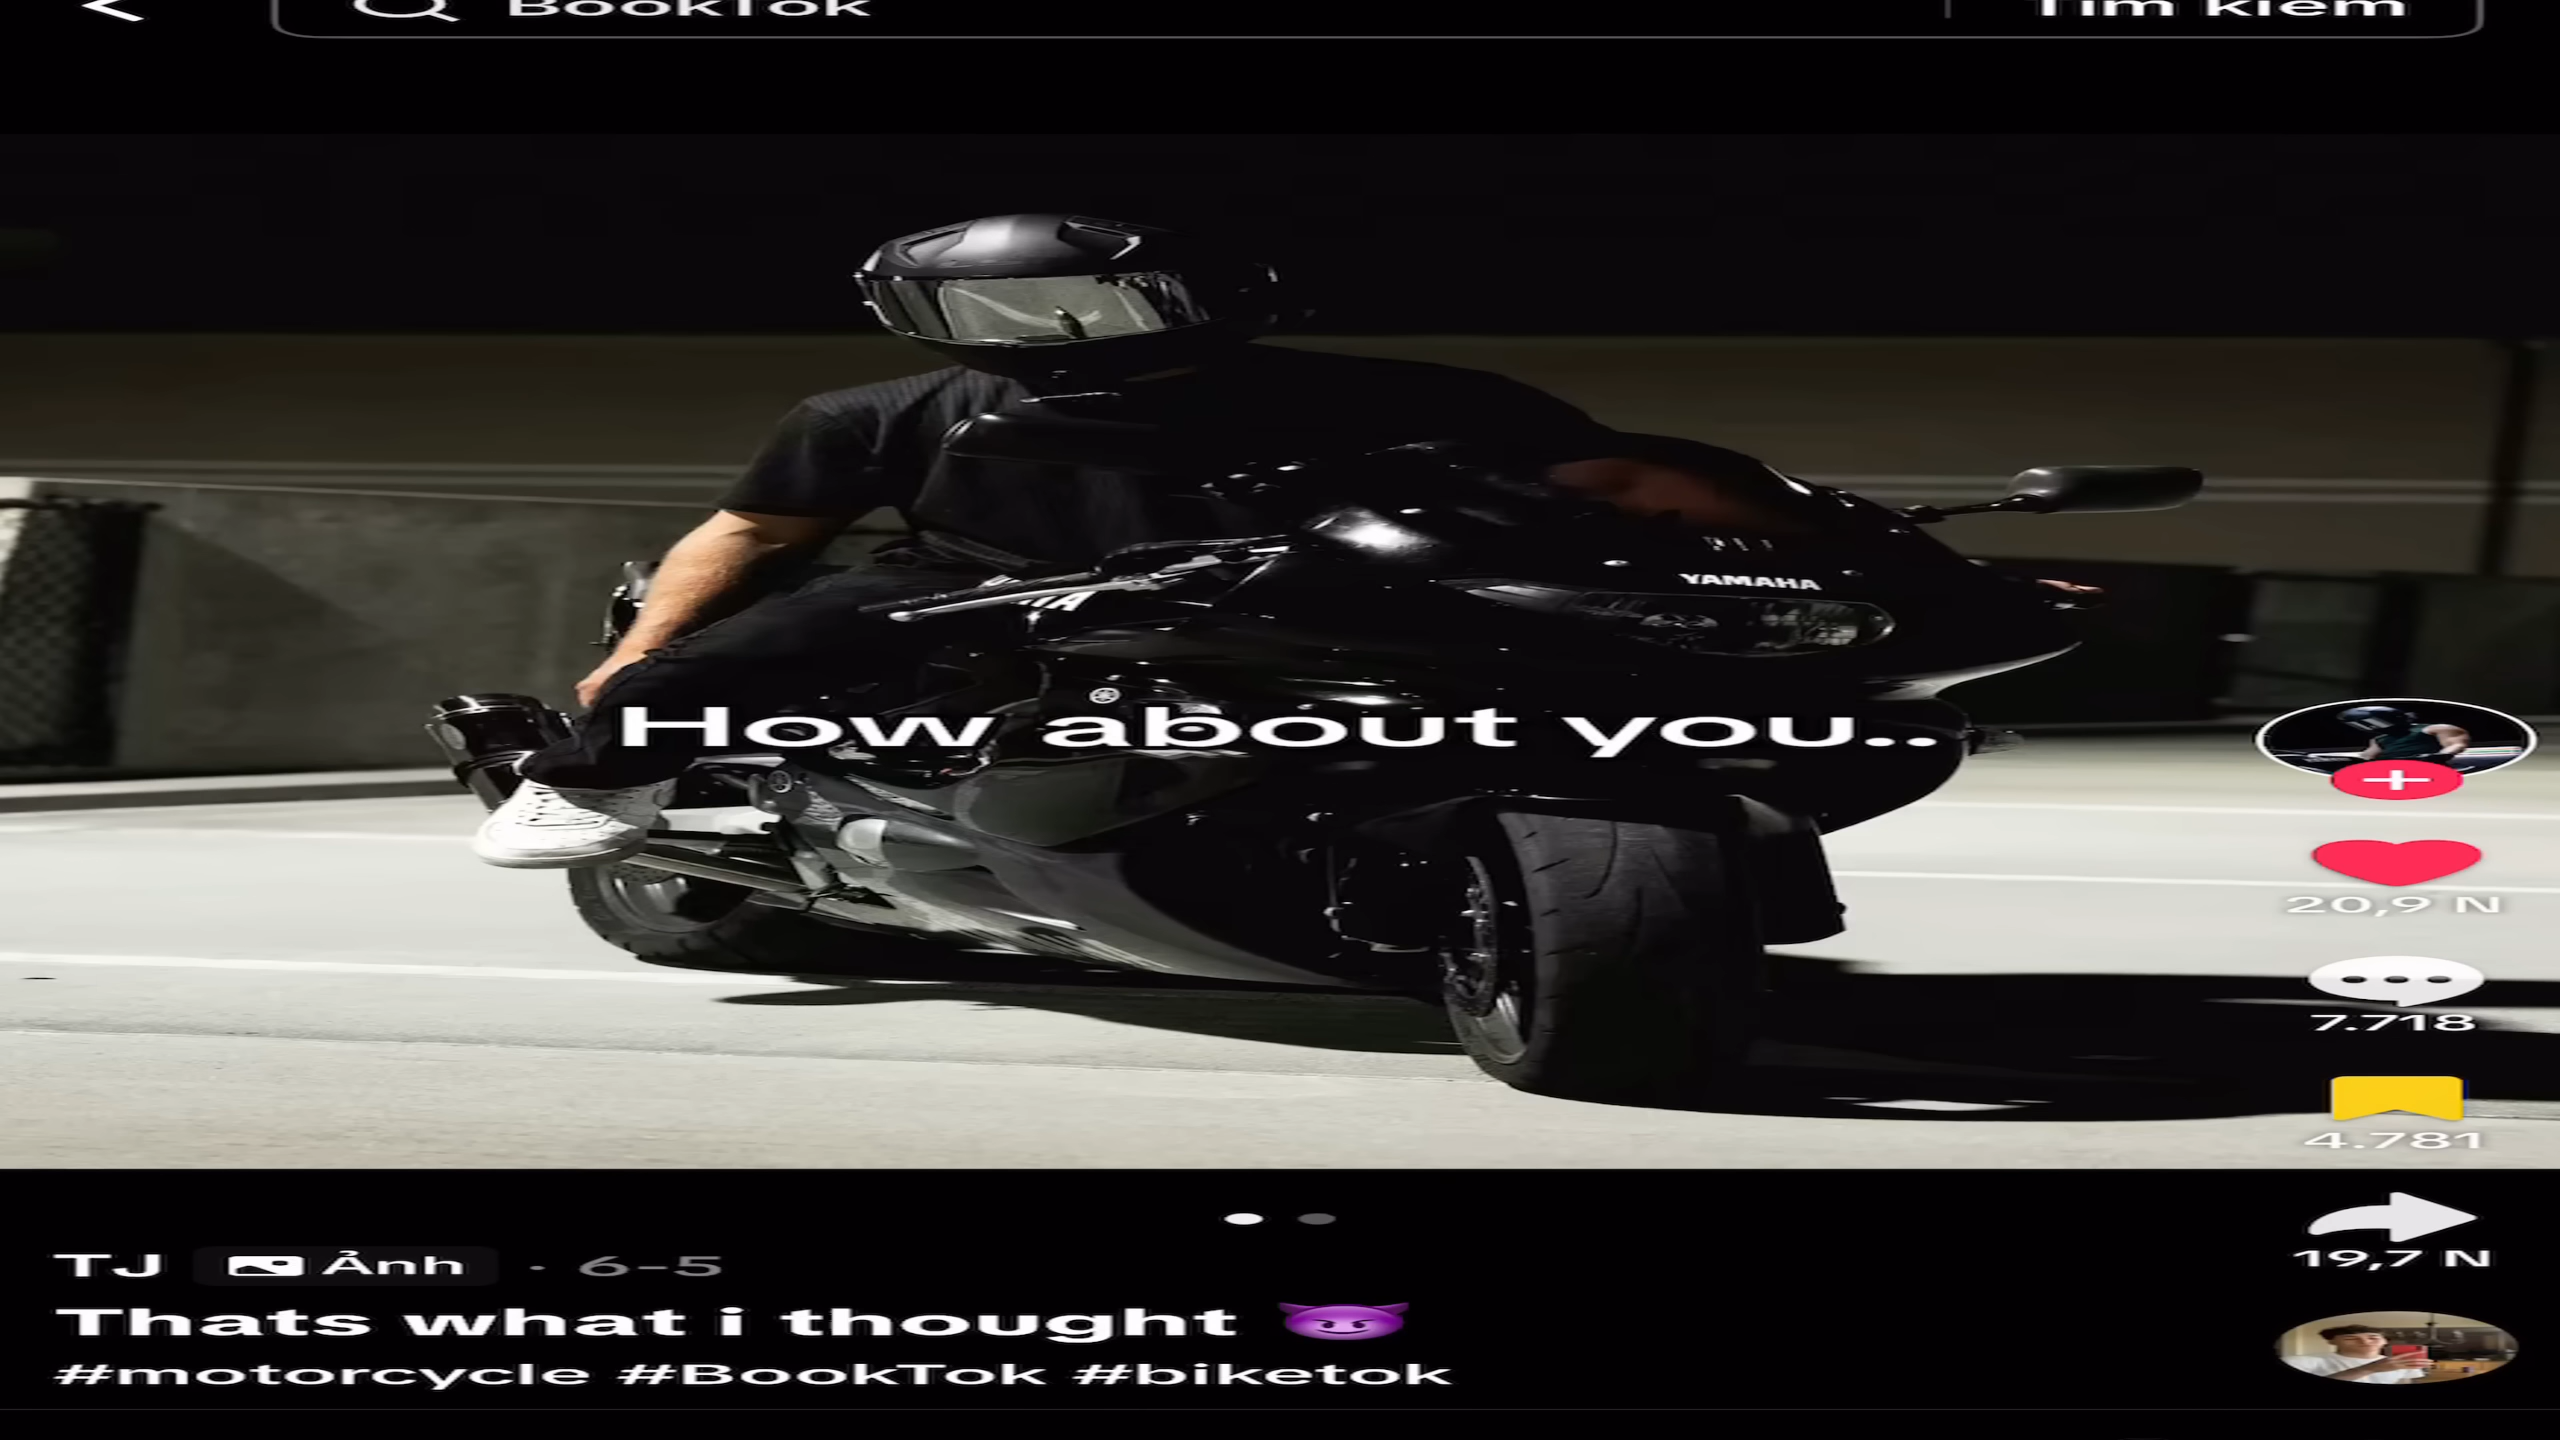 BookTok
Tìm kiếm
YAMAHA
How about you..
20,9 N
7.718
4.781
19,7 N
TJ Ảnh · 6-5
Thats what i thought 😈
#motorcycle #BookTok #biketok